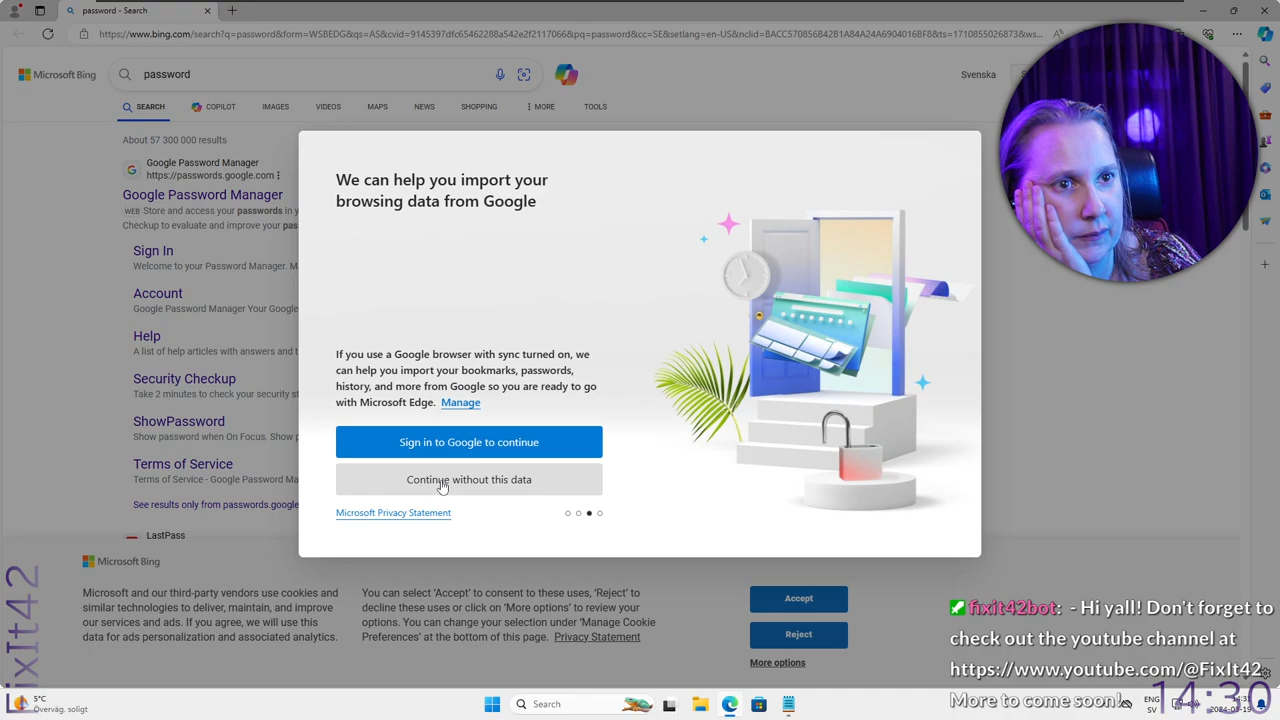 password - Search
https://www.bing.com/search?q=password&form=WSBEDG&qs=AS&cvid=9145397dfc65462288a542e2f2117066&pq=password&cc=SE&setlang=en-US&nclid=BACC570856B42B1A84A24A6904016BF8&ts=1710855026873&ws...
Microsoft Bing
password
Svenska
SEARCH COPILOT IMAGES VIDEOS MAPS NEWS SHOPPING MORE TOOLS
About 57 300 000 results
Google Password Manager
https://passwords.google.com
Google Password Manager
WEB Store and access your passwords in y
Checkup to evaluate and improve your pas
Sign In
Welcome to your Password Manager. M
Account
Google Password Manager Your Google
Help
A list of help articles with answers and t
Security Checkup
Take 2 minutes to check your security st
ShowPassword
Show password when On Focus. Show p
Terms of Service
Terms of Service - Google Password Ma
See results only from passwords.google
LastPass
We can help you import your
browsing data from Google
If you use a Google browser with sync turned on, we
can help you import your bookmarks, passwords,
history, and more from Google so you are ready to go
with Microsoft Edge. Manage
Sign in to Google to continue
Continue without this data
Microsoft Privacy Statement
Microsoft Bing
Microsoft and our third-party vendors use cookies and
similar technologies to deliver, maintain, and improve
our services and ads. If you agree, we will use this
data for ads personalization and associated analytics.
You can select 'Accept' to consent to these uses, 'Reject' to
decline these uses or click on 'More options' to review your
options. You can change your selection under 'Manage Cookie
Preferences' at the bottom of this page. Privacy Statement
Accept
Reject
More options
fixit42bot: - Hi yall! Don't forget to
check out the youtube channel at
https://www.youtube.com/@FixIt42
More to come soon!
FixIt42
5°C
Överväg. soligt
Search
ENG
SV
14:30
2024-03-19